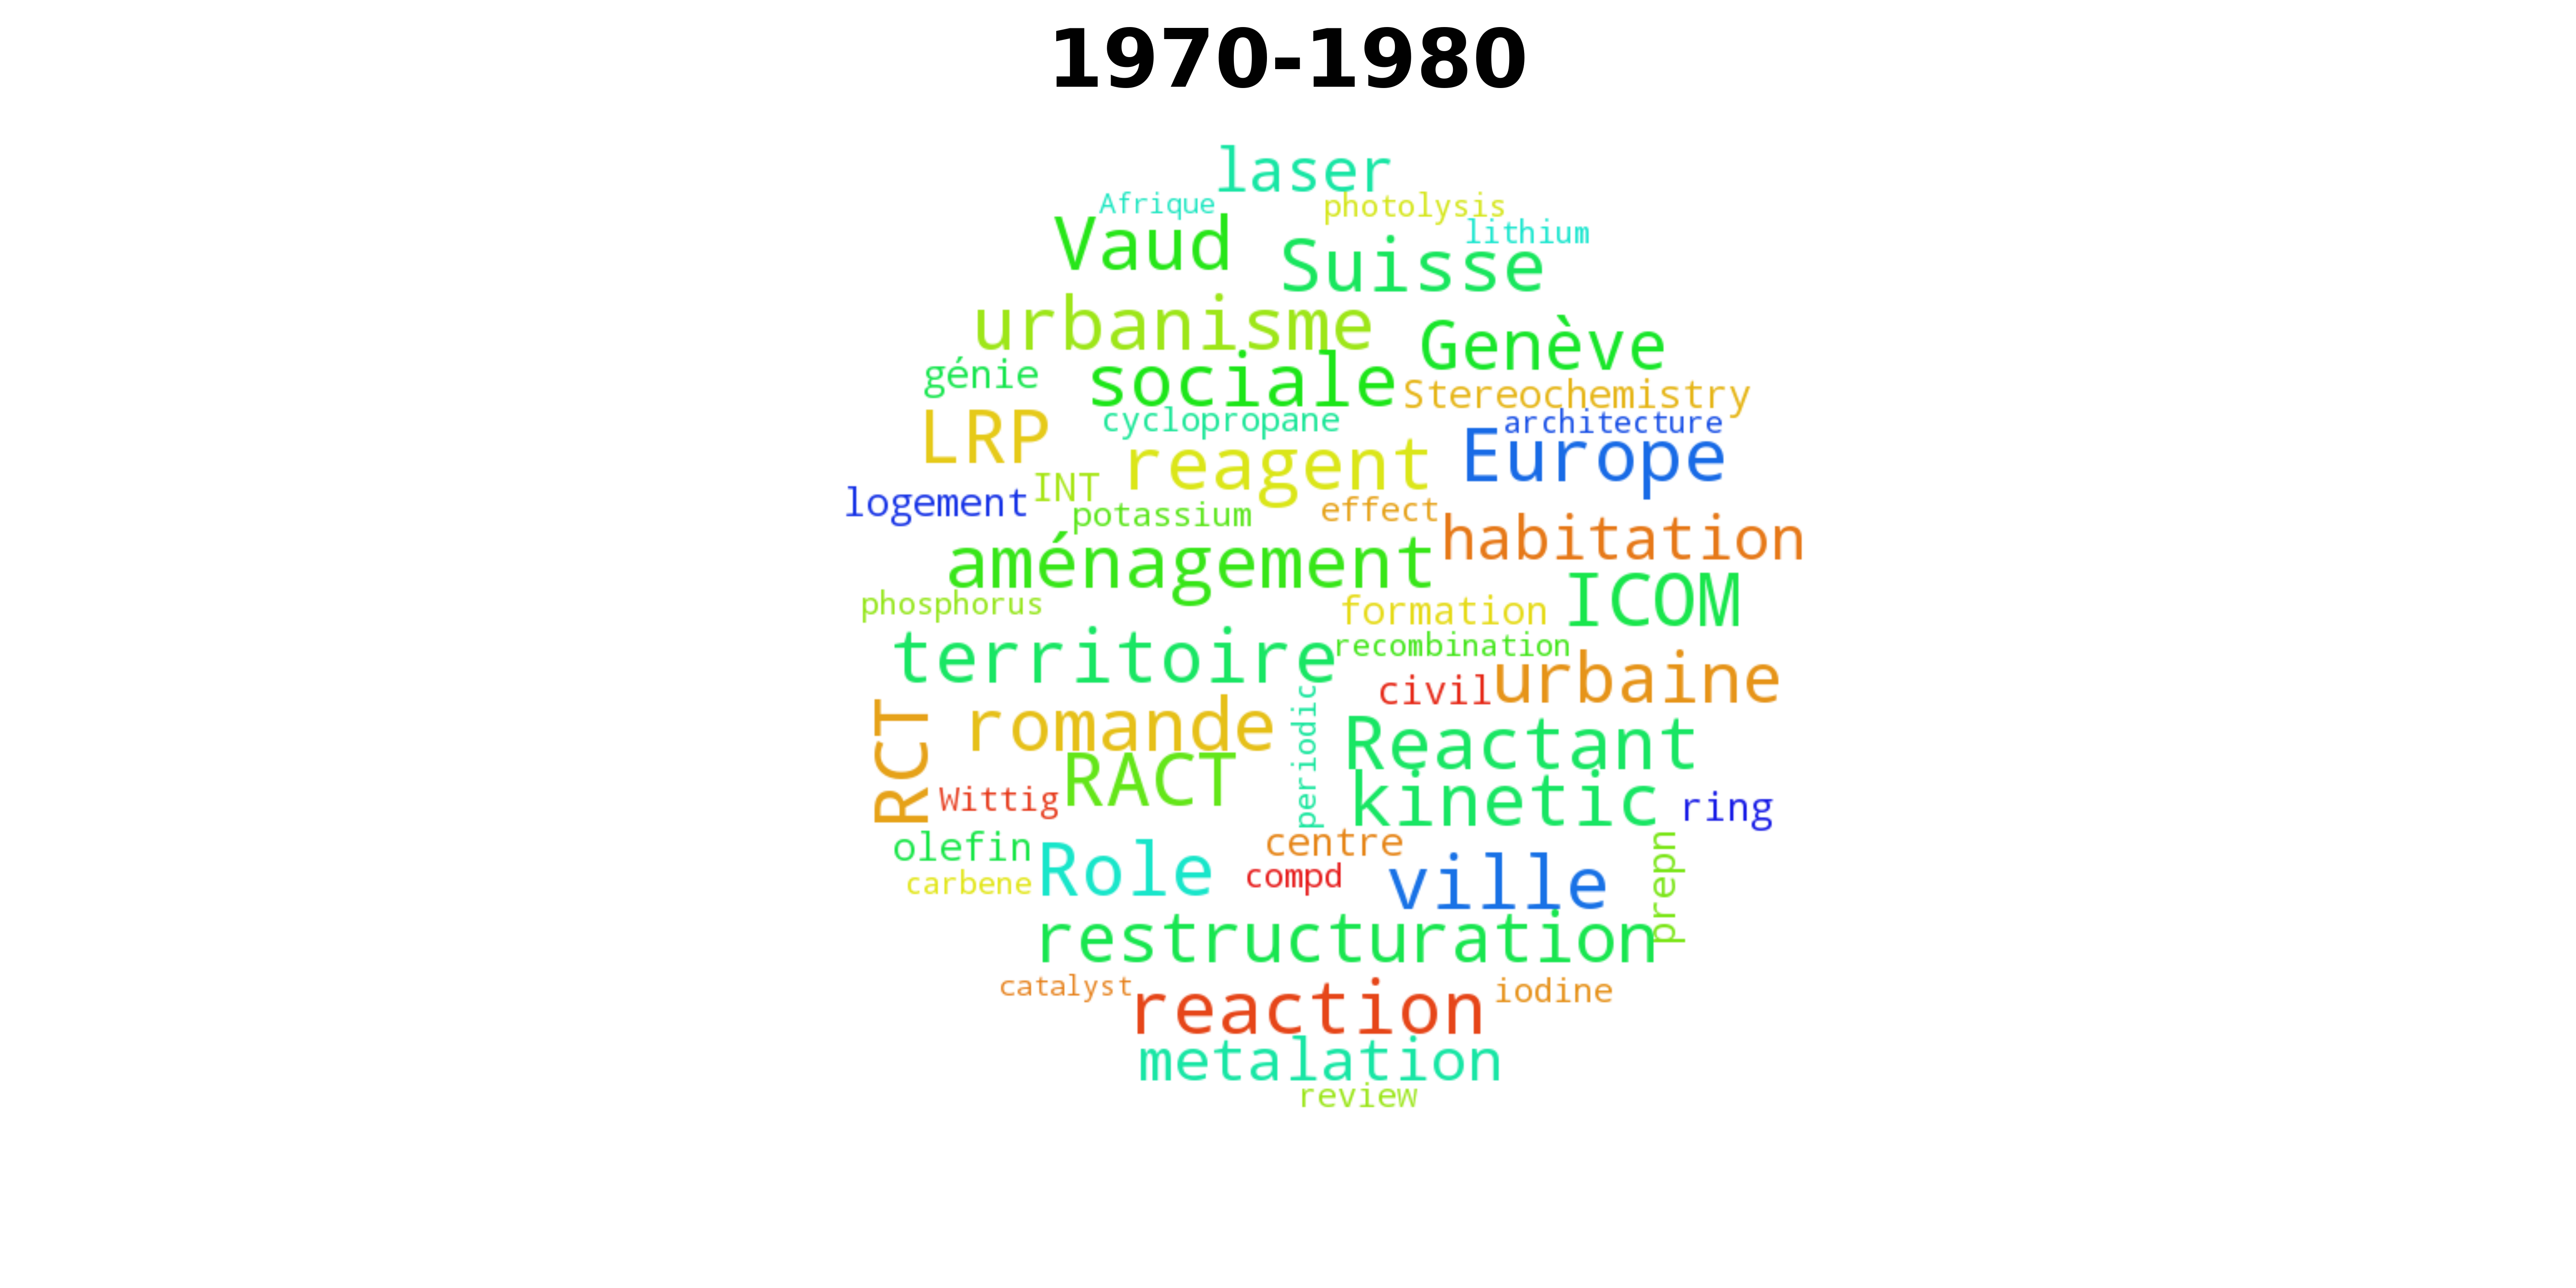 1970-1980
laser
Afrique
photolysis
lithium
Vaud
Suisse
urbanisme
Genève
génie
sociale
Stereochemistry
cyclopropane
architecture
LRP
reagent
Europe
INT
logement
potassium
effect
habitation
aménagement
ICOM
phosphorus
formation
territoire
recombination
civil
urbaine
RCT
romande
periodic
Reactant
RACT
Wittig
kinetic
ring
olefin
Role
centre
carbene
compd
ville
prepn
restructuration
catalyst
reaction
iodine
metalation
review